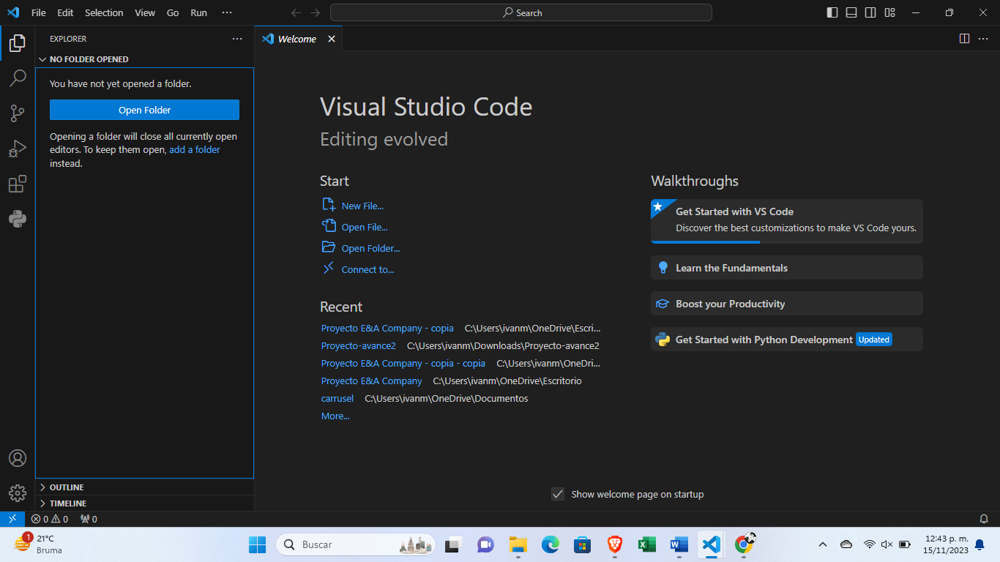 File Edit Selection View Go Run ···
Search
EXPLORER ···
NO FOLDER OPENED
You have not yet opened a folder.
Open Folder
Opening a folder will close all currently open
editors. To keep them open, add a folder
instead.
OUTLINE
TIMELINE
Welcome
Visual Studio Code
Editing evolved
Start
New File...
Open File...
Open Folder...
Connect to...
Recent
Proyecto E&A Company - copia C:\Users\ivanm\OneDrive\Escri...
Proyecto-avance2 C:\Users\ivanm\Downloads\Proyecto-avance2
Proyecto E&A Company - copia - copia C:\Users\ivanm\OneDri...
Proyecto E&A Company C:\Users\ivanm\OneDrive\Escritorio
carrusel C:\Users\ivanm\OneDrive\Documentos
More...
Walkthroughs
Get Started with VS Code
Discover the best customizations to make VS Code yours.
Learn the Fundamentals
Boost your Productivity
Get Started with Python Development Updated
Show welcome page on startup
0 0 0
1
21°C
Bruma
Buscar
12:43 p. m.
15/11/2023